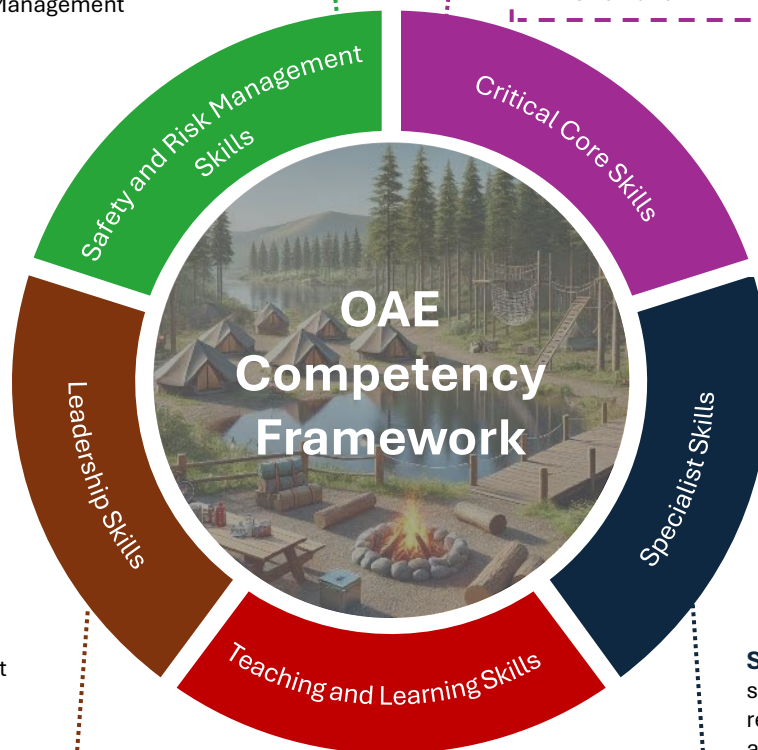 Management
Safety and Risk Management
Skills
Critical Core Skills
OAE
Competency
Framework
Leadership Skills
Specialist Skills
Teaching and Learning Skills